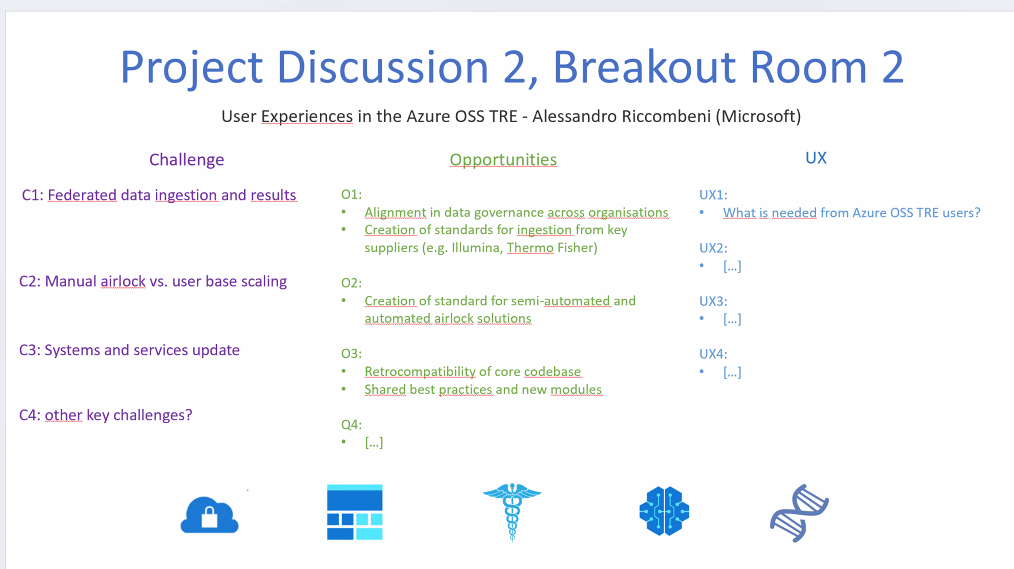 Project Discussion 2, Breakout Room 2
User Experiences in the Azure OSS TRE - Alessandro Riccombeni (Microsoft)
Challenge
C1: Federated data ingestion and results
C2: Manual airlock vs. user base scaling
C3: Systems and services update
C4: other key challenges?
Opportunities
O1:
• Alignment in data governance across organisations
• Creation of standards for ingestion from key
suppliers (e.g. Illumina, Thermo Fisher)
O2:
• Creation of standard for semi-automated and
automated airlock solutions
O3:
• Retrocompatibility of core codebase
• Shared best practices and new modules
Q4:
• [...]
UX
UX1:
• What is needed from Azure OSS TRE users?
UX2:
• [...]
UX3:
• [...]
UX4:
• [...]